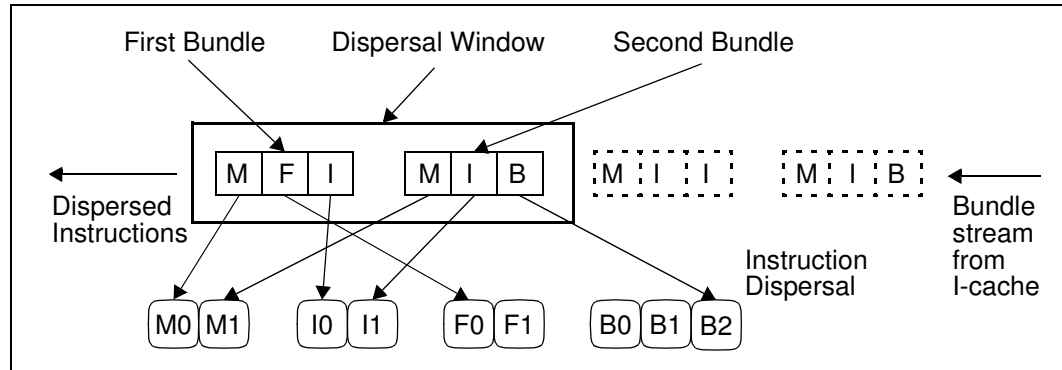 First Bundle Dispersal Window Second Bundle
M F I M I B M I I M I B
Dispersed
Instructions
Bundle
stream
from
I-cache
Instruction
Dispersal
M0 M1 I0 I1 F0 F1 B0 B1 B2